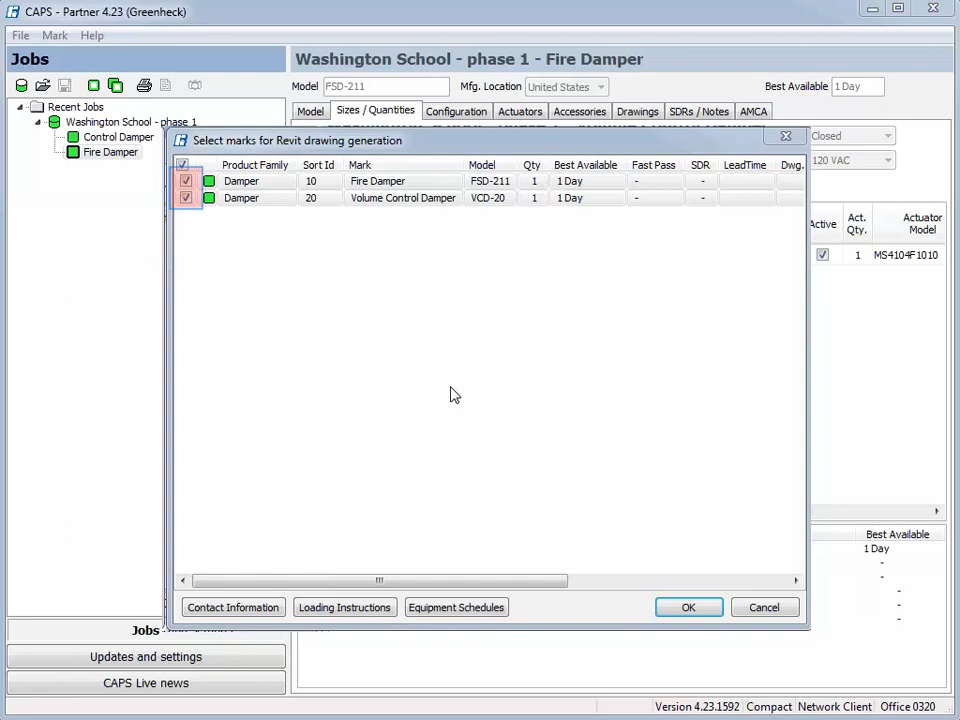 CAPS - Partner 4.23 (Greenheck)
File Mark Help
Jobs
Washington School - phase 1 - Fire Damper
Model FSD-211 Mfg. Location United States Best Available 1 Day
Recent Jobs
Washington School - phase 1
Control Damper
Fire Damper
Model Sizes / Quantities Configuration Actuators Accessories Drawings SDRs / Notes AMCA
Closed
120 VAC
Select marks for Revit drawing generation
Product Family Sort Id Mark Model Qty Best Available Fast Pass SDR LeadTime Dwg.
Damper 10 Fire Damper FSD-211 1 1 Day - -
Damper 20 Volume Control Damper VCD-20 1 1 Day - -
Active Act. Qty. Actuator Model
1 MS4104F1010
Best Available
1 Day
-
-
-
-
-
Contact Information Loading Instructions Equipment Schedules OK Cancel
Jobs
Updates and settings
CAPS Live news
Version 4.23.1592 Compact Network Client Office 0320